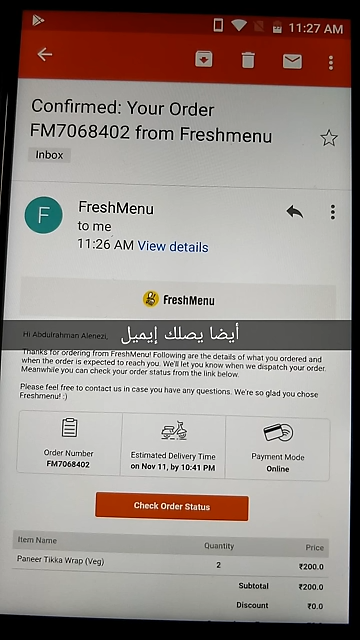 11:27 AM
Confirmed: Your Order
FM7068402 from Freshmenu
Inbox
F
FreshMenu
to me
11:26 AM View details
FreshMenu
أيضا يصلك إيميل
Hi Abdulrahman Alenezi,
Thanks for ordering from FreshMenu! Following are the details of what you ordered and
when the order is expected to reach you. We'll let you know when we dispatch your order.
Meanwhile you can check your order status from the link below.
Please feel free to contact us in case you have any questions. We're so glad you chose
Freshmenu! :)
Order Number
FM7068402
Estimated Delivery Time
on Nov 11, by 10:41 PM
Payment Mode
Online
Check Order Status
Item Name Quantity Price
Paneer Tikka Wrap (Veg) 2 ₹200.0
Subtotal ₹200.0
Discount ₹0.0